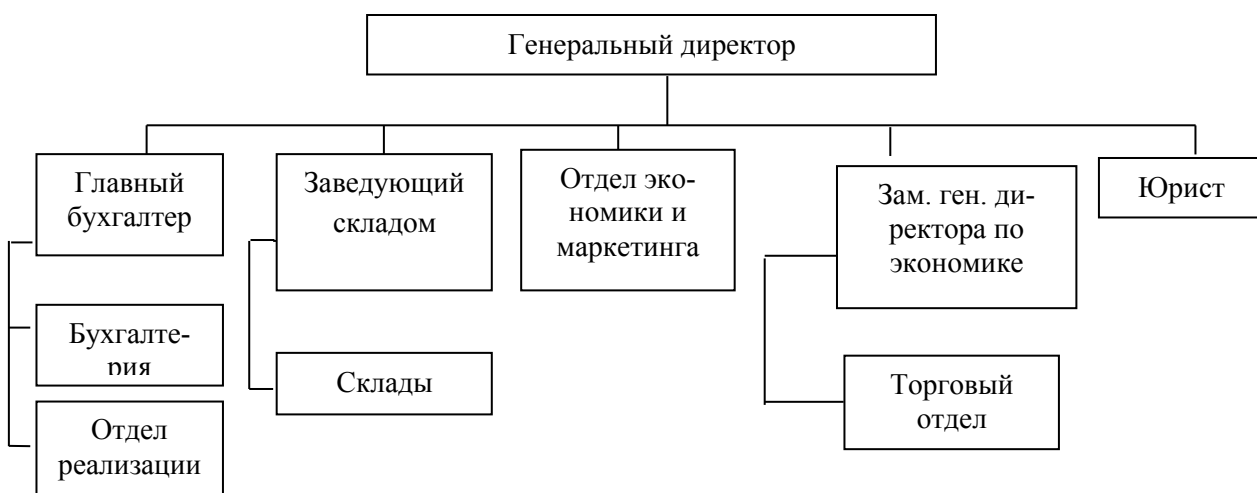 Генеральный директор
Главный
бухгалтер
Заведующий
складом
Отдел эко-
номики и
маркетинга
Зам. ген. ди-
ректора по
экономике
Юрист
Бухгалте-
рия
Склады
Торговый
отдел
Отдел
реализации